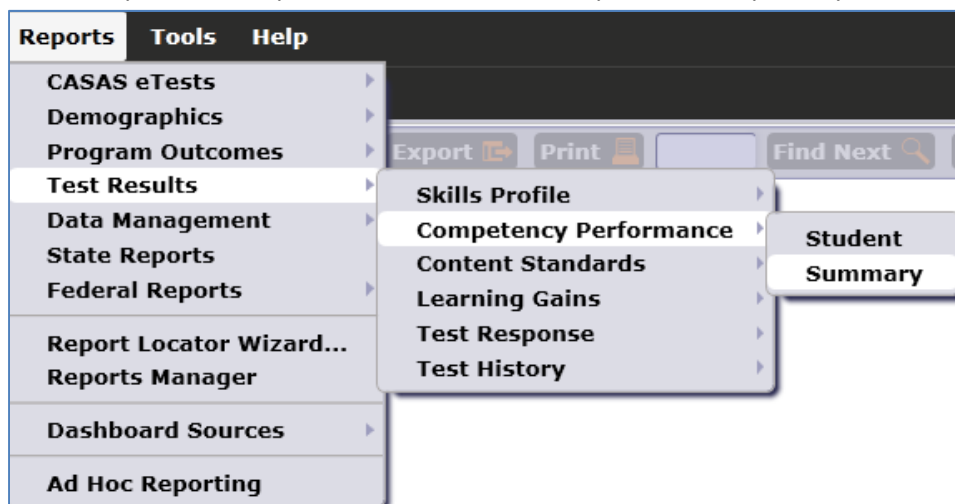 Reports Tools Help
CASAS eTests
Demographics
Program Outcomes
Test Results
Data Management
State Reports
Federal Reports
Report Locator Wizard...
Reports Manager
Dashboard Sources
Ad Hoc Reporting
Export Print Find Next
Skills Profile
Competency Performance
Content Standards
Learning Gains
Test Response
Test History
Student
Summary